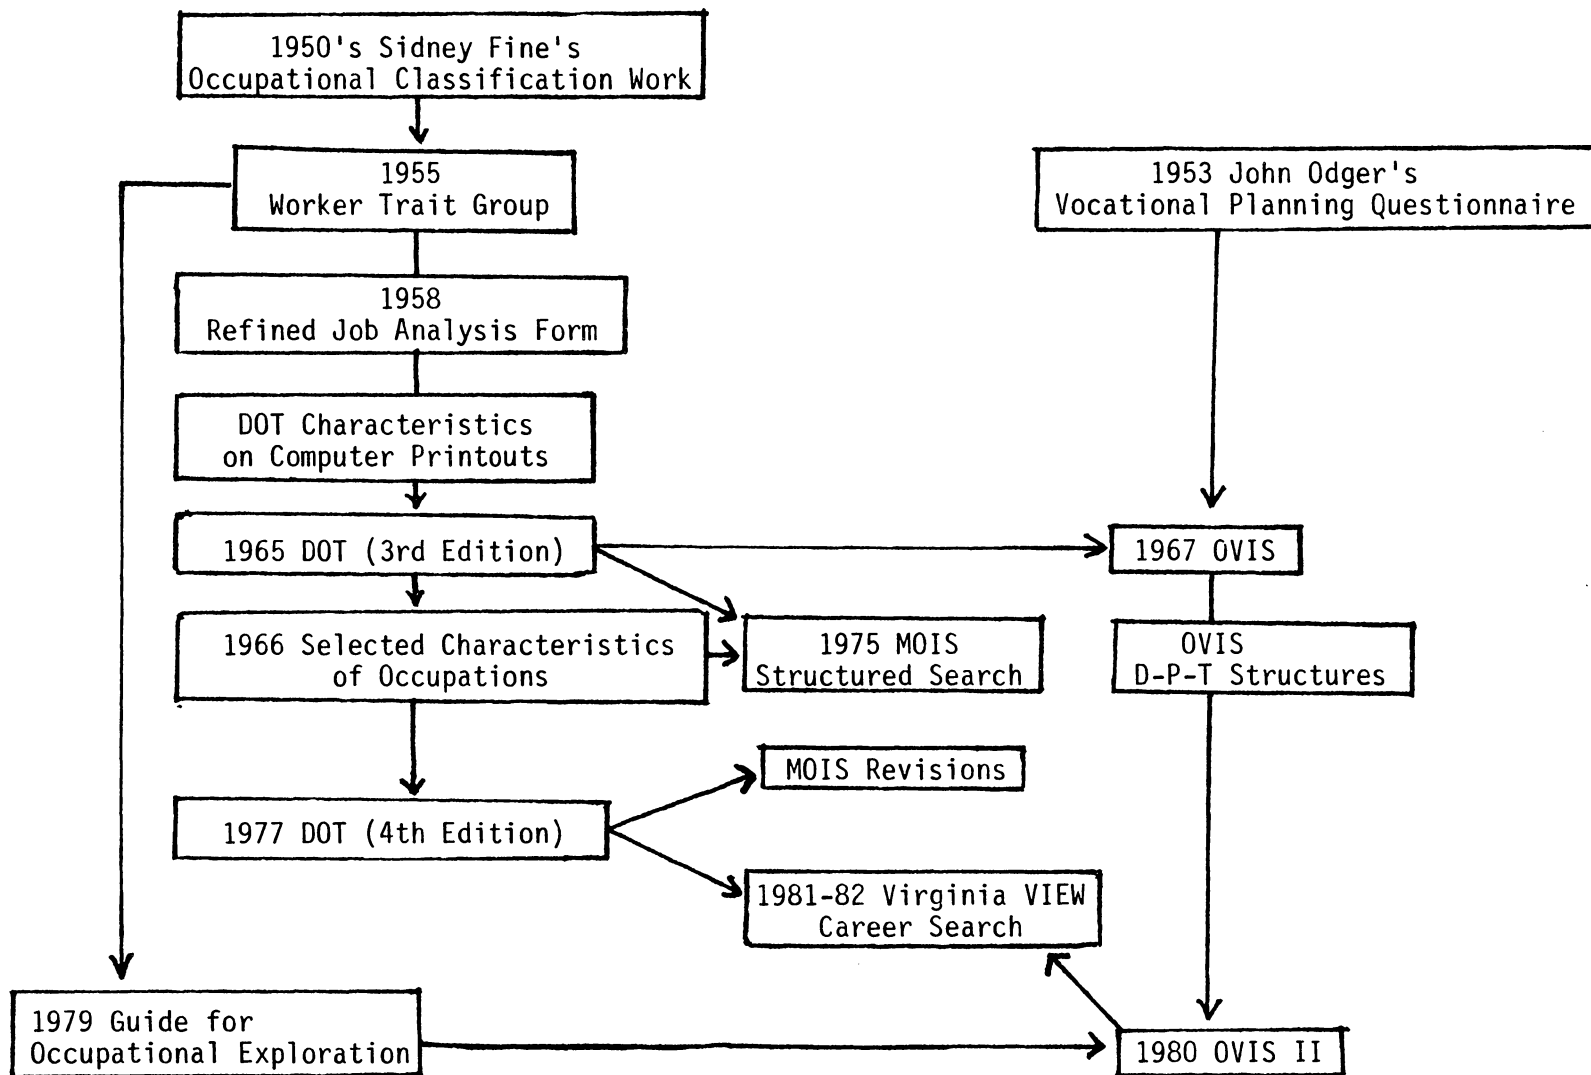 1950's Sidney Fine's
Occupational Classification Work
1955
Worker Trait Group
1953 John Odger's
Vocational Planning Questionnaire
1958
Refined Job Analysis Form
DOT Characteristics
on Computer Printouts
1965 DOT (3rd Edition)
1967 OVIS
1966 Selected Characteristics
of Occupations
1975 MOIS
Structured Search
OVIS
D-P-T Structures
MOIS Revisions
1977 DOT (4th Edition)
1981-82 Virginia VIEW
Career Search
1979 Guide for
Occupational Exploration
1980 OVIS II